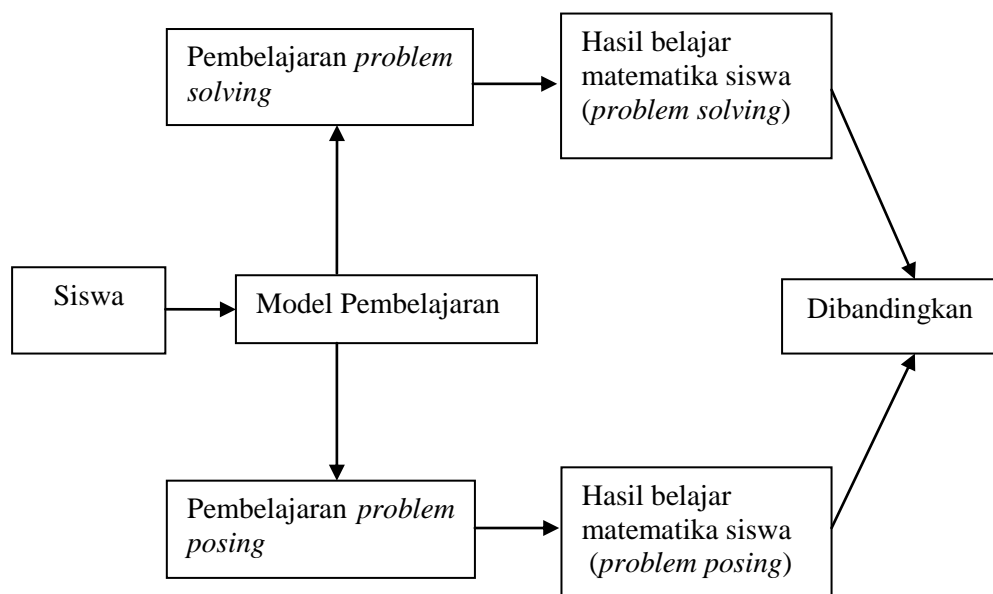 Pembelajaran problem
solving
Hasil belajar
matematika siswa
(problem solving)
Siswa
Model Pembelajaran
Dibandingkan
Pembelajaran problem
posing
Hasil belajar
matematika siswa
(problem posing)